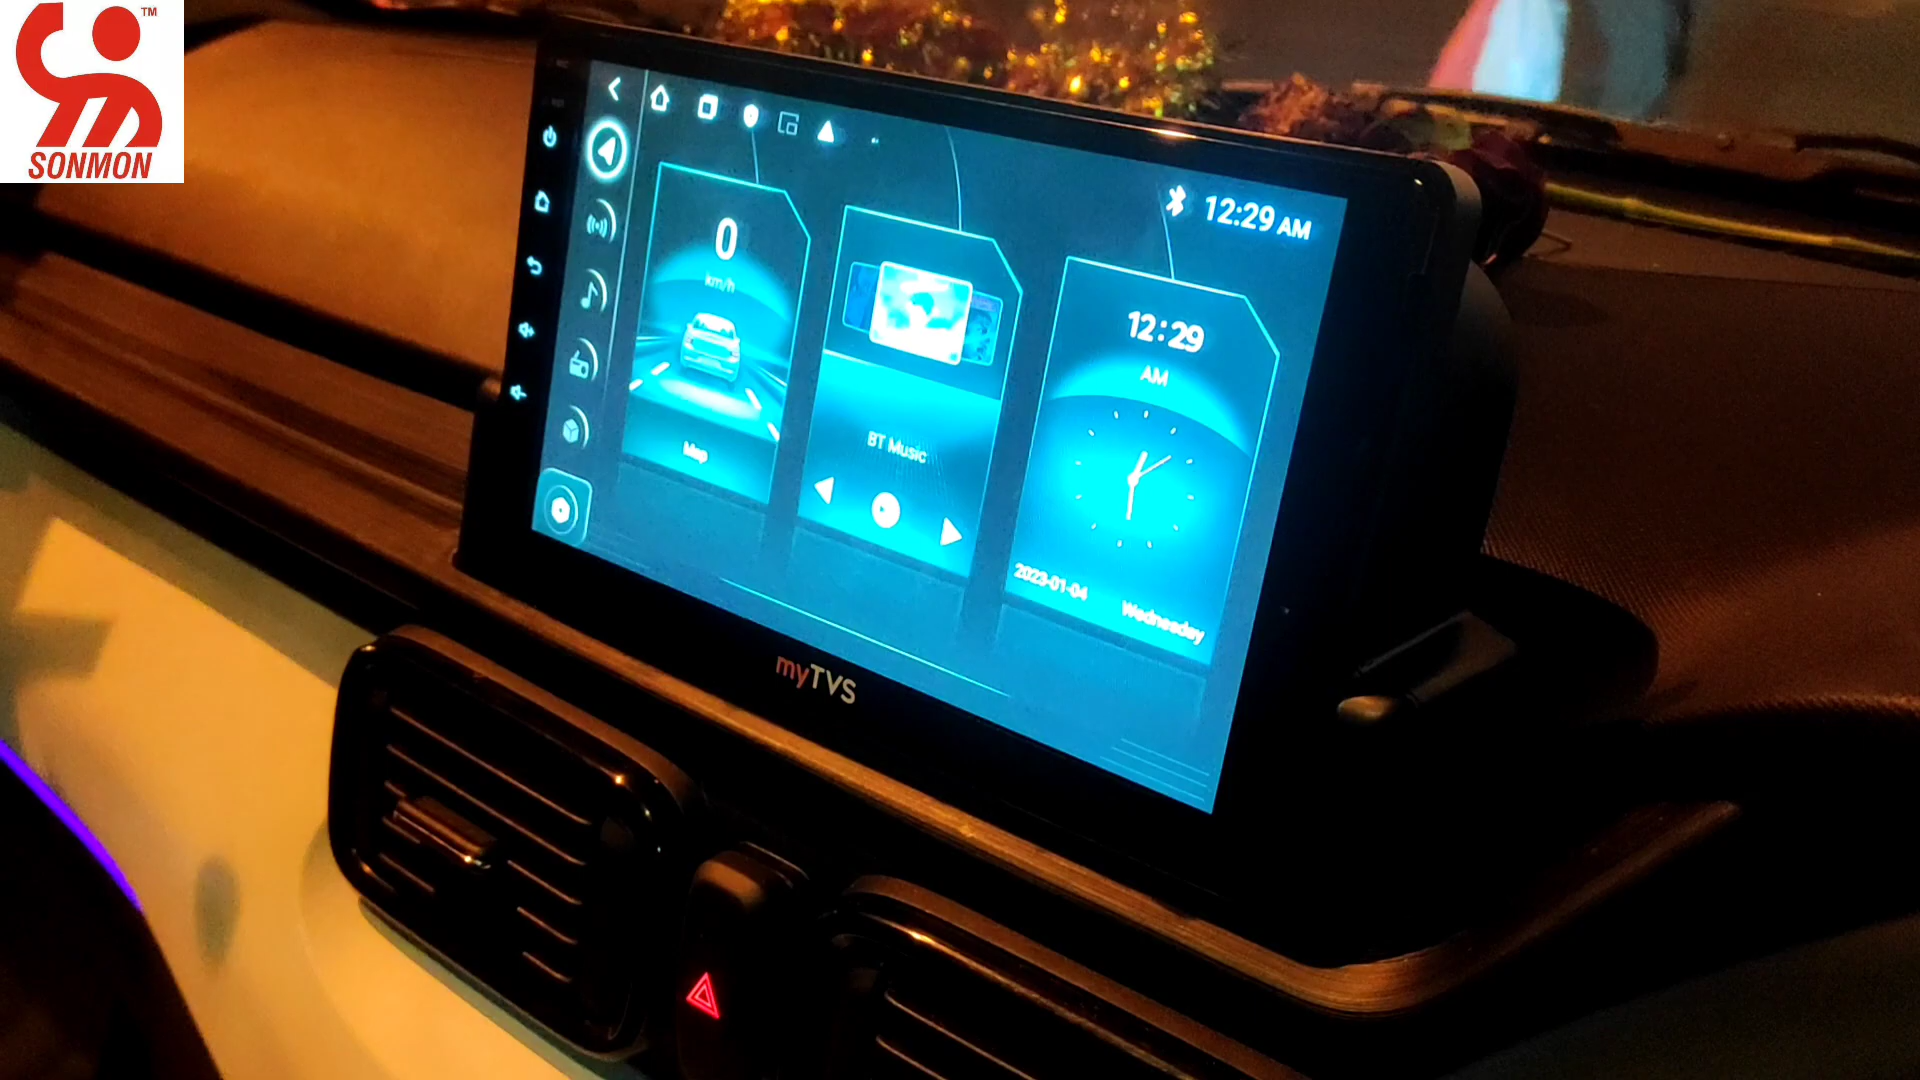 TM
SONMON
12:29 AM
0
km/h
Map
BT Music
12:29
AM
2023-01-04 Wednesday
myTVS